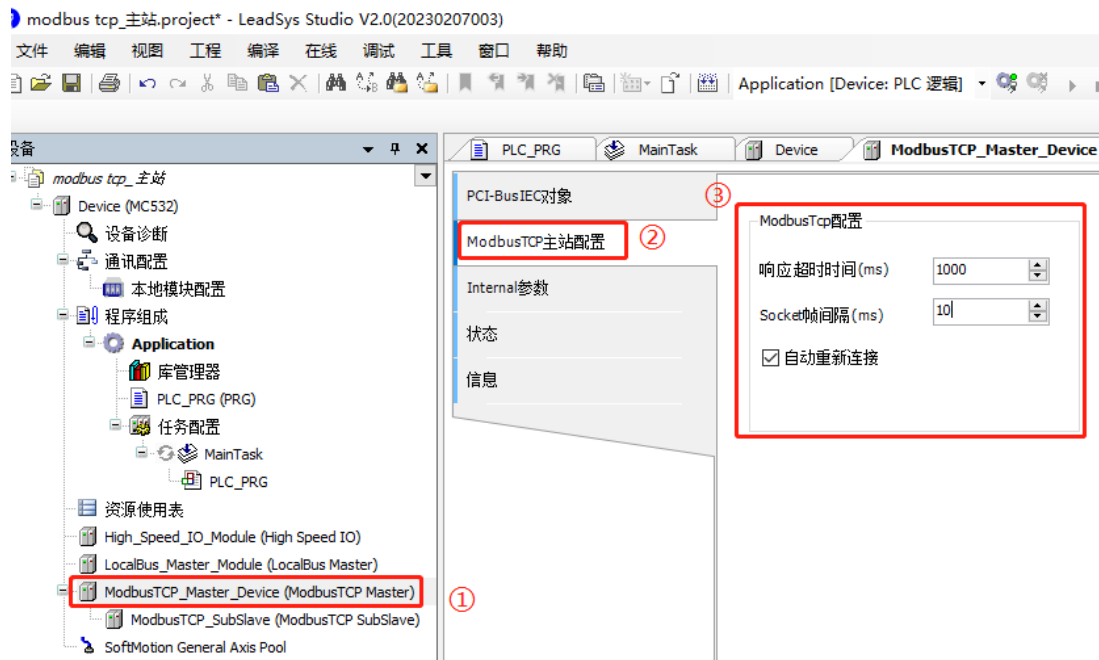 modbus tcp_主站.project* - LeadSys Studio V2.0(20230207003)
文件 编辑 视图 工程 编译 在线 调试 工具 窗口 帮助
Application [Device: PLC 逻辑]
设备
PLC_PRG MainTask Device ModbusTCP_Master_Device
modbus tcp_主站
Device (MC532)
设备诊断
通讯配置
本地模块配置
程序组成
Application
库管理器
PLC_PRG (PRG)
任务配置
MainTask
PLC_PRG
资源使用表
High_Speed_IO_Module (High Speed IO)
LocalBus_Master_Module (LocalBus Master)
ModbusTCP_Master_Device (ModbusTCP Master)
①
ModbusTCP_SubSlave (ModbusTCP SubSlave)
SoftMotion General Axis Pool
PCI-BusIEC对象
ModbusTCP主站配置
②
Internal参数
状态
信息
③
ModbusTcp配置
响应超时时间(ms) 1000
Socket帧间隔(ms) 10
自动重新连接